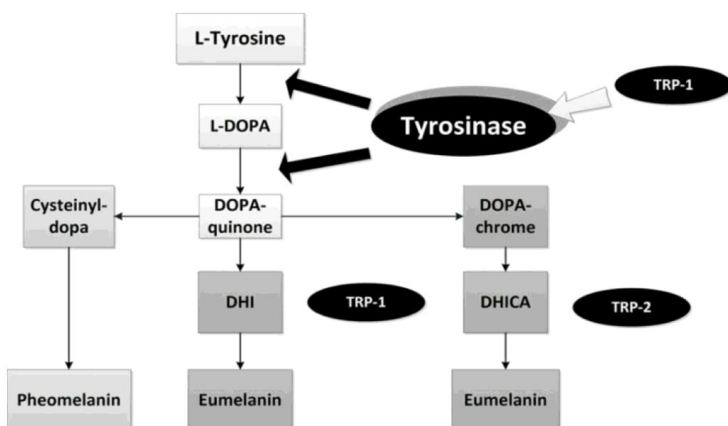 L-Tyrosine
TRP-1
Tyrosinase
L-DOPA
Cysteinyl-
dopa
DOPA-
quinone
DOPA-
chrome
DHI
TRP-1
DHICA
TRP-2
Pheomelanin
Eumelanin
Eumelanin